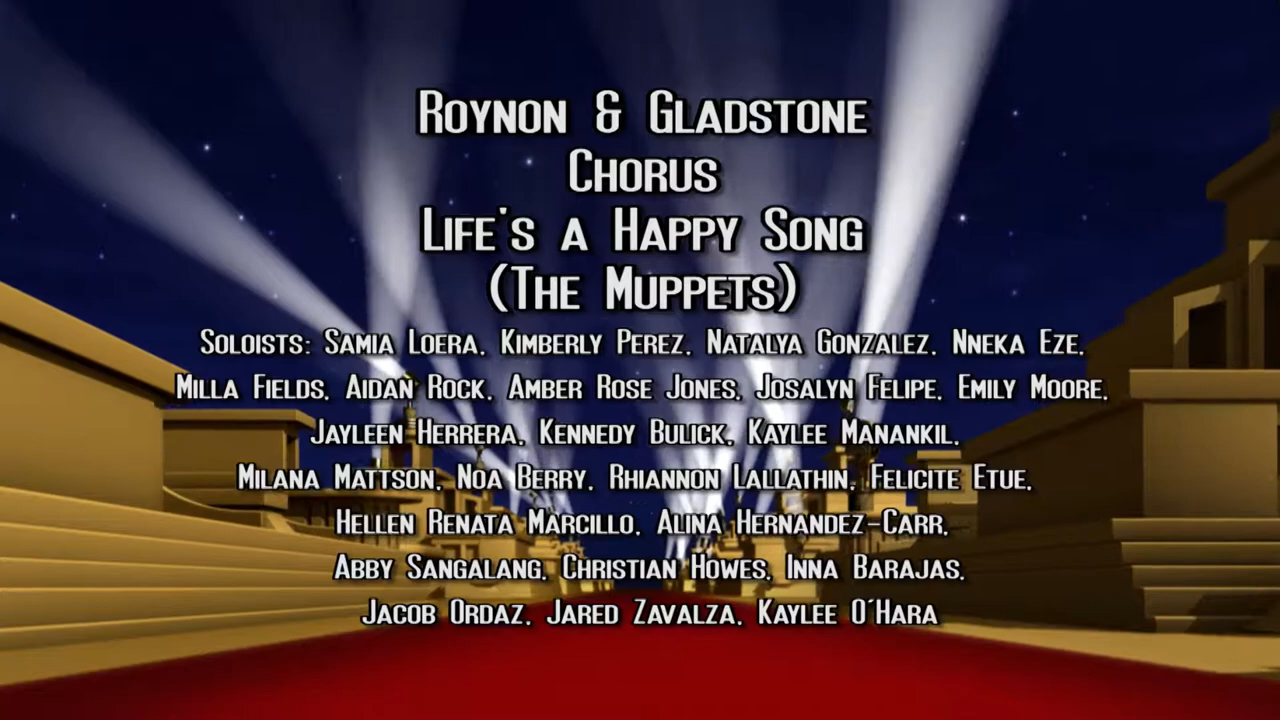 Roynon & Gladstone
Chorus
Life's a Happy Song
(The Muppets)
Soloists: Samia Loera, Kimberly Perez, Natalya Gonzalez, Nneka Eze,
Milla Fields, Aidan Rock, Amber Rose Jones, Josalyn Felipe, Emily Moore,
Jayleen Herrera, Kennedy Bulick, Kaylee Manankil,
Milana Mattson, Noa Berry, Rhiannon Lallathin, Felicite Etue,
Hellen Renata Marcillo, Alina Hernandez-Carr,
Abby Sangalang, Christian Howes, Inna Barajas,
Jacob Ordaz, Jared Zavalza, Kaylee O'Hara